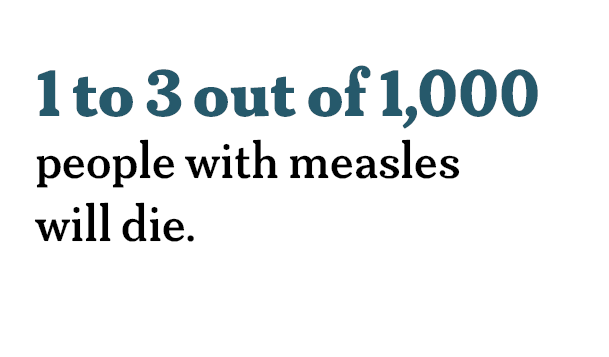 1 to 3 out of 1,000
people with measles
will die.